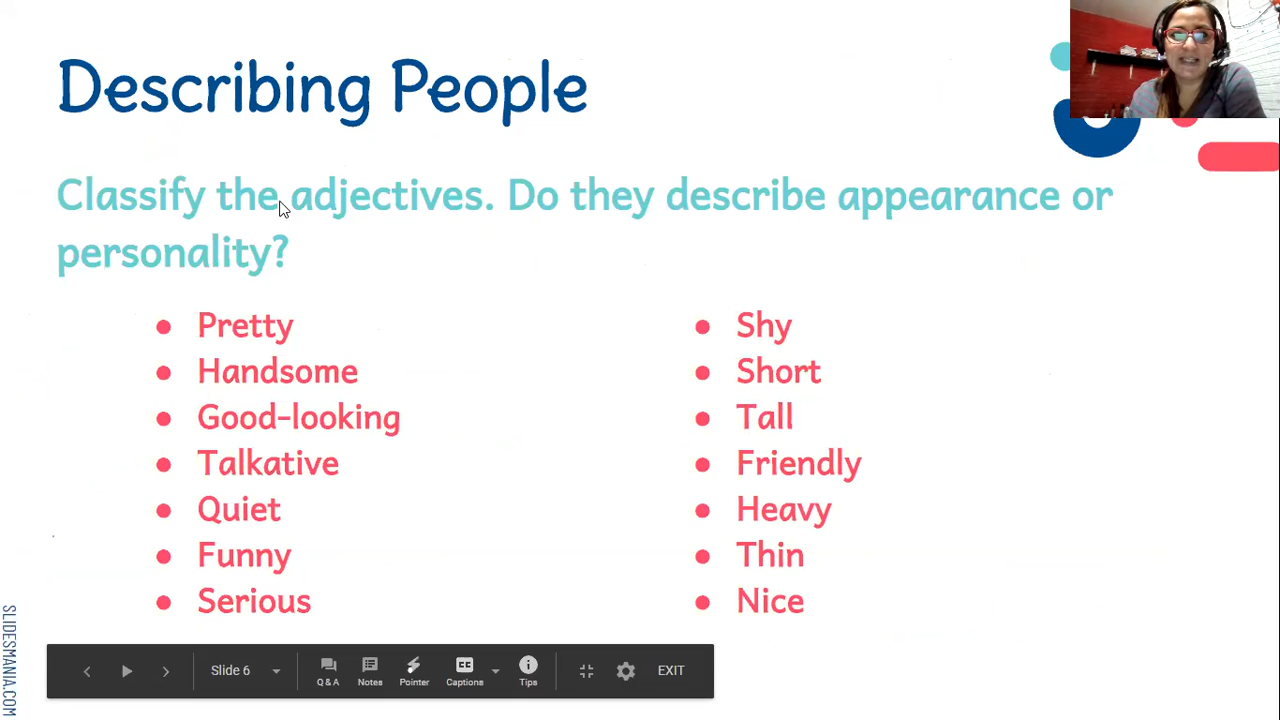 Describing People
Classify the adjectives. Do they describe appearance or
personality?
Pretty
Handsome
Good-looking
Talkative
Quiet
Funny
Serious
Shy
Short
Tall
Friendly
Heavy
Thin
Nice
SLIDESMANIA.COM
Slide 6
Q & A
Notes
Pointer
CC
Captions
Tips
EXIT